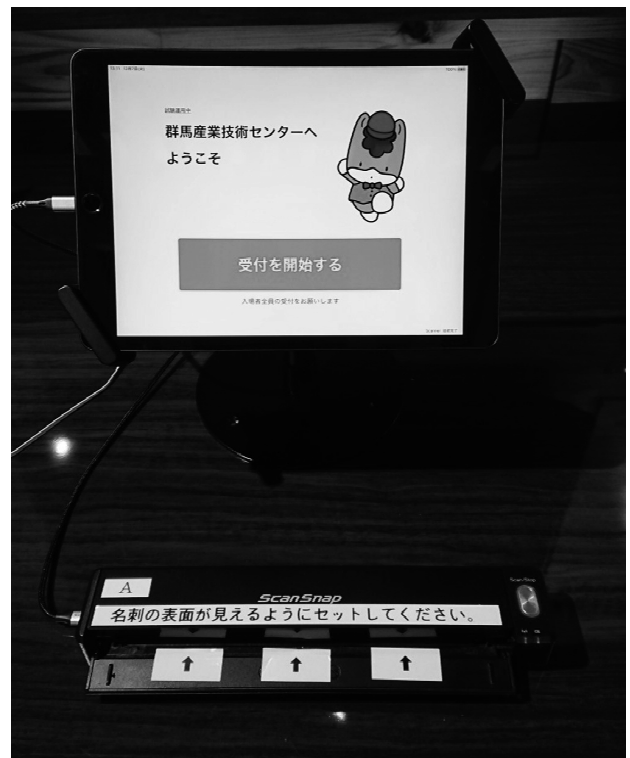 群馬産業技術センターへ
ようこそ
受付を開始する
入場者全員の受付をお願いします
A
ScanSnap
ScanSnap
名刺の表面が見えるようにセットしてください。